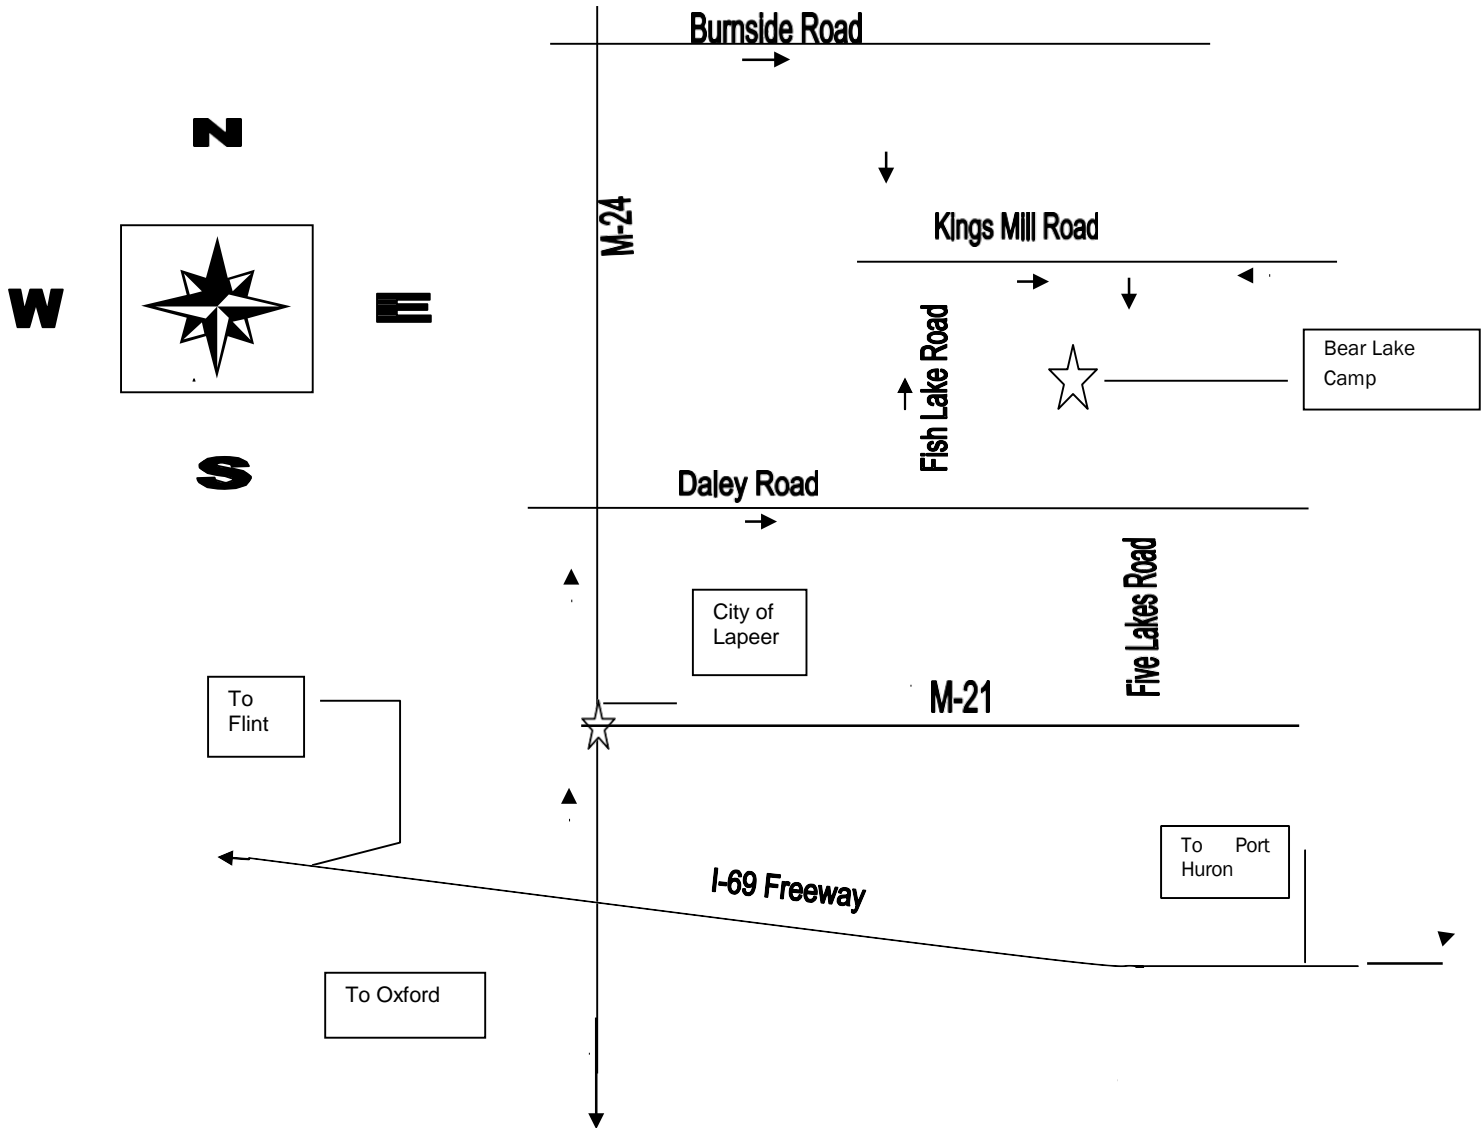 Burnside Road
N
M-24
Kings Mill Road
W
E
Fish Lake Road
Bear Lake
Camp
S
Daley Road
Five Lakes Road
City of
Lapeer
To
Flint
M-21
I-69 Freeway
To Port
Huron
To Oxford